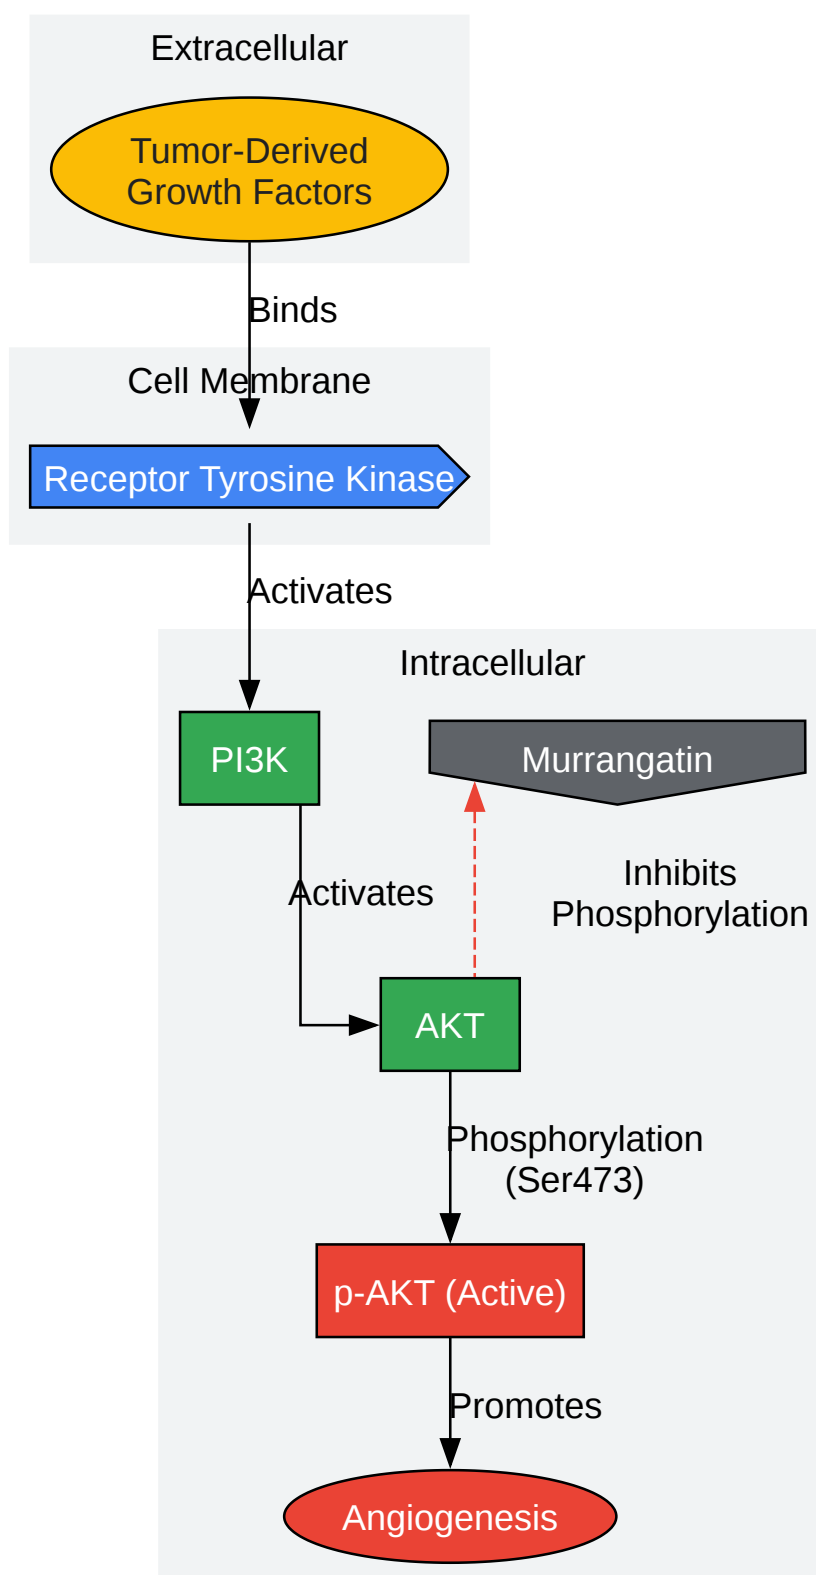 Extracellular
Tumor-Derived
Growth Factors
Binds
Cell Membrane
Receptor Tyrosine Kinase
Activates
Intracellular
PI3K
Murrangatin
Activates
Inhibits
Phosphorylation
AKT
Phosphorylation
(Ser473)
p-AKT (Active)
Promotes
Angiogenesis